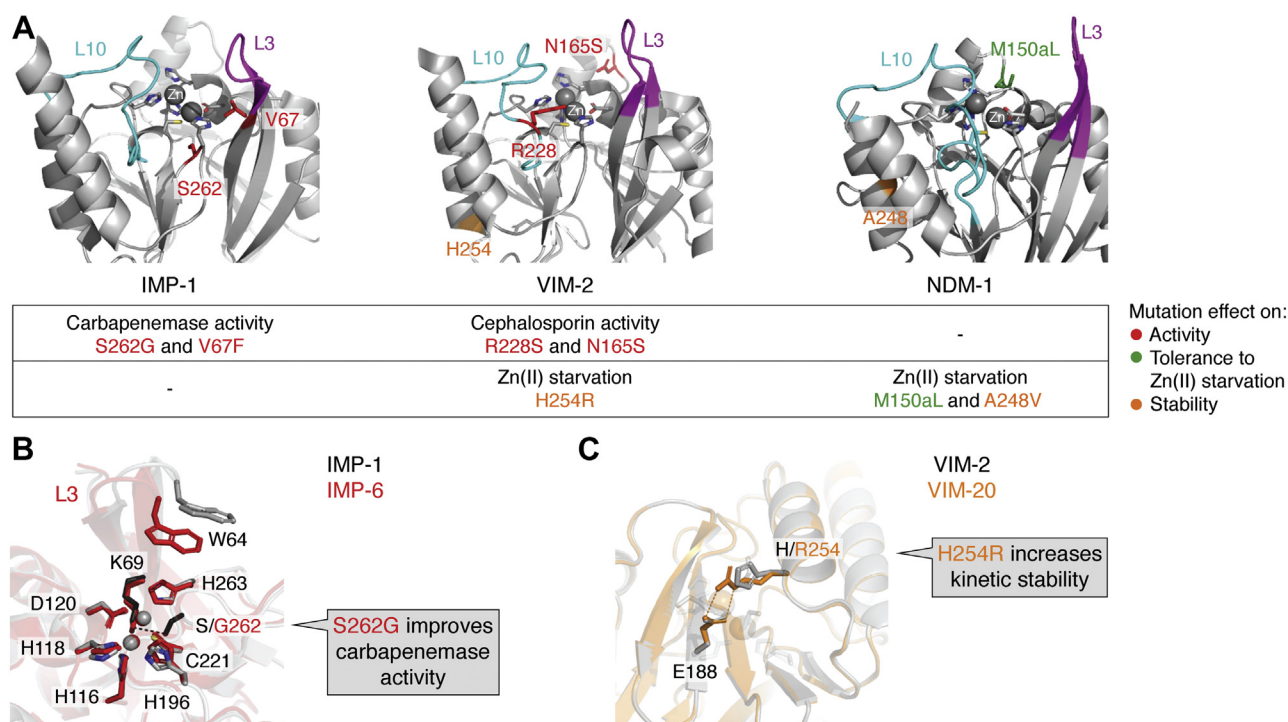 A
L10
L3
Zn
V67
S262
IMP-1
L10
N165S
L3
Zn
R228
H254
VIM-2
L10
M150aL
L3
Zn
A248
NDM-1
Carbapenemase activity
S262G and V67F
Cephalosporin activity
R228S and N165S
-
-
Zn(II) starvation
H254R
Zn(II) starvation
M150aL and A248V
Mutation effect on:
Activity
Tolerance to
Zn(II) starvation
Stability
B
IMP-1
IMP-6
L3
W64
K69
H263
D120
S/G262
H118
C221
H116
H196
S262G improves
carbapenemase
activity
C
VIM-2
VIM-20
H/R254
E188
H254R increases
kinetic stability